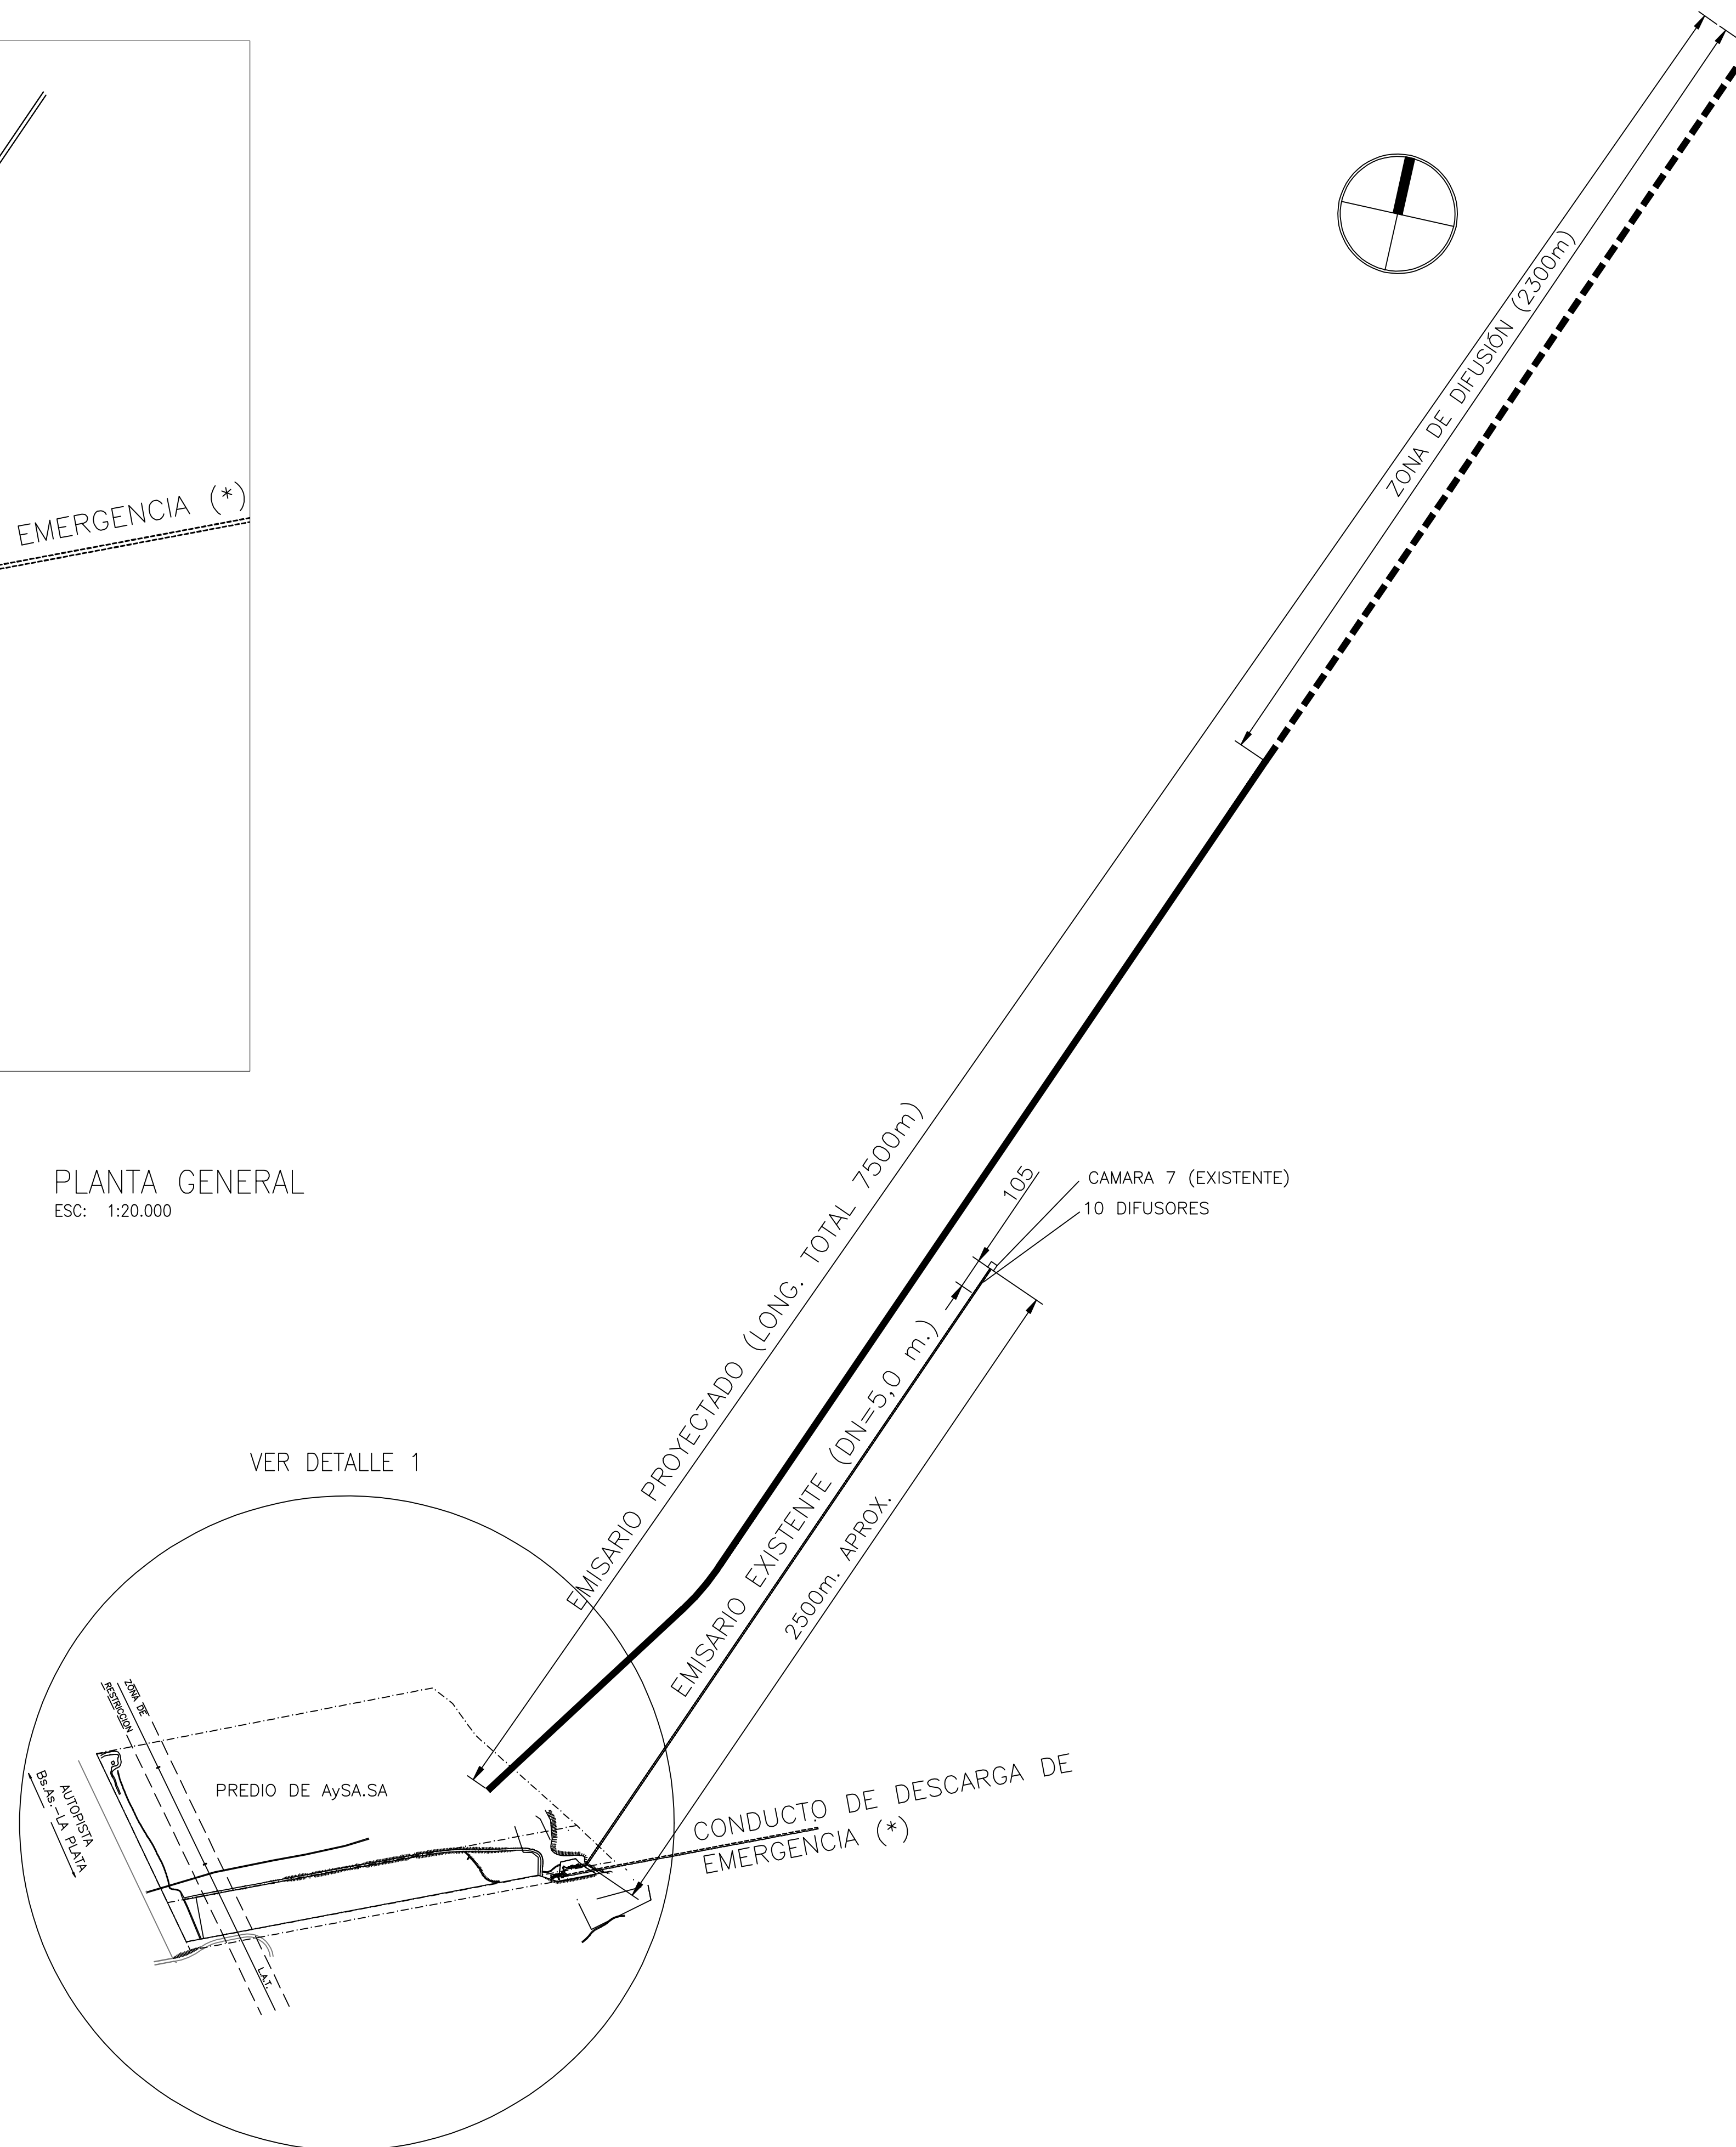 EMERGENCIA (*)
ZONA DE DIFUSIÓN (2300m)
PLANTA GENERAL
ESC: 1:20.000
EMISARIO PROYECTADO (LONG. TOTAL 7500m)
105
CAMARA 7 (EXISTENTE)
10 DIFUSORES
EMISARIO EXISTENTE (DN=5,0 m.)
2500m. APROX.
VER DETALLE 1
ZONA DE
RESTRICCION
PREDIO DE AySA.SA
AUTOPISTA
Bs.As.-LA PLATA
CONDUCTO DE DESCARGA DE
EMERGENCIA (*)
L.A.T.